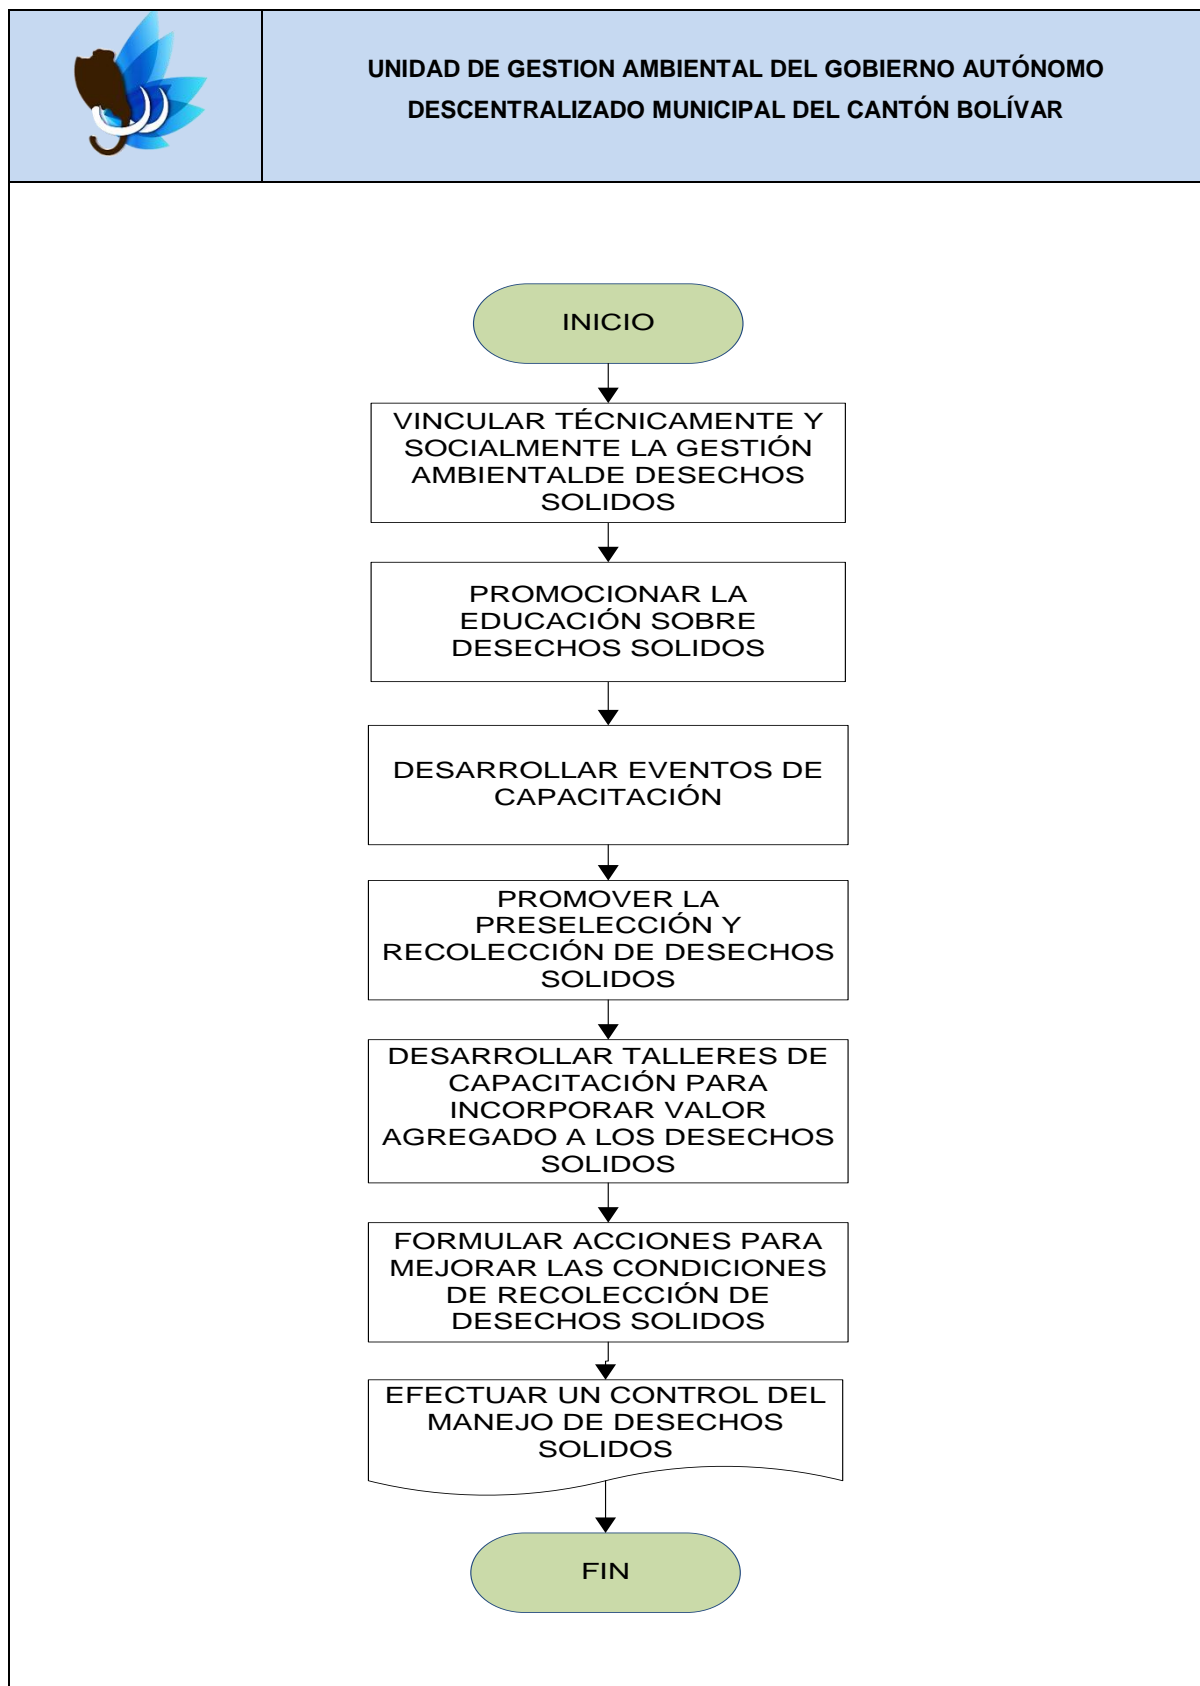 UNIDAD DE GESTION AMBIENTAL DEL GOBIERNO AUTÓNOMO
DESCENTRALIZADO MUNICIPAL DEL CANTÓN BOLÍVAR
INICIO
VINCULAR TÉCNICAMENTE Y
SOCIALMENTE LA GESTIÓN
AMBIENTALDE DESECHOS
SOLIDOS
PROMOCIONAR LA
EDUCACIÓN SOBRE
DESECHOS SOLIDOS
DESARROLLAR EVENTOS DE
CAPACITACIÓN
PROMOVER LA
PRESELECCIÓN Y
RECOLECCIÓN DE DESECHOS
SOLIDOS
DESARROLLAR TALLERES DE
CAPACITACIÓN PARA
INCORPORAR VALOR
AGREGADO A LOS DESECHOS
SOLIDOS
FORMULAR ACCIONES PARA
MEJORAR LAS CONDICIONES
DE RECOLECCIÓN DE
DESECHOS SOLIDOS
EFECTUAR UN CONTROL DEL
MANEJO DE DESECHOS
SOLIDOS
FIN